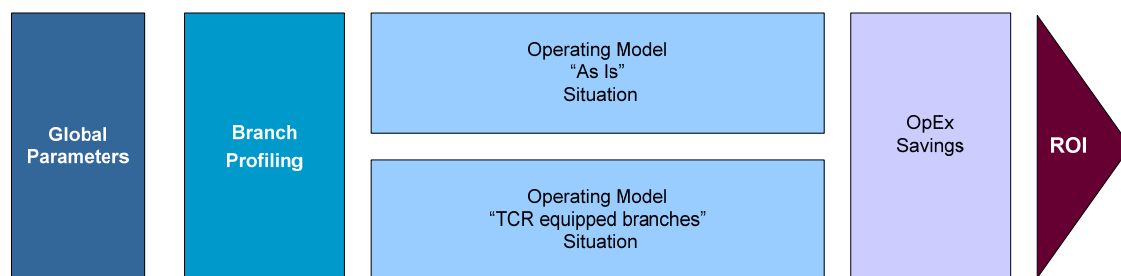 Global
Parameters
Branch
Profiling
Operating Model
“As Is”
Situation
Operating Model
“TCR equipped branches”
Situation
OpEx
Savings
ROI